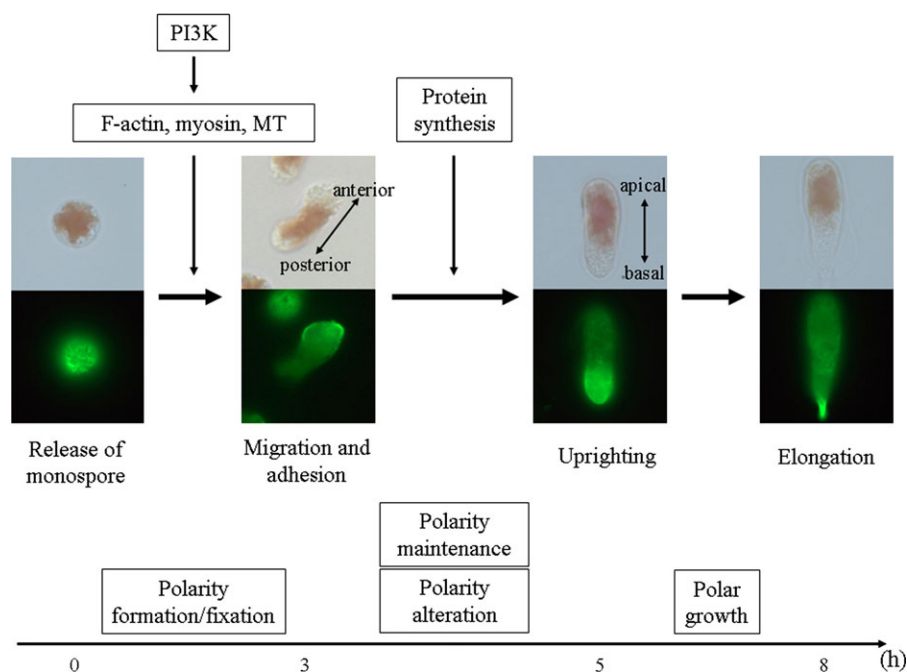 PI3K
F-actin, myosin, MT
Protein
synthesis
anterior
posterior
apical
basal
Release of
monospore
Migration and
adhesion
Uprighting
Elongation
Polarity
maintenance
Polarity
formation/fixation
Polarity
alteration
Polar
growth
0
3
5
8
(h)